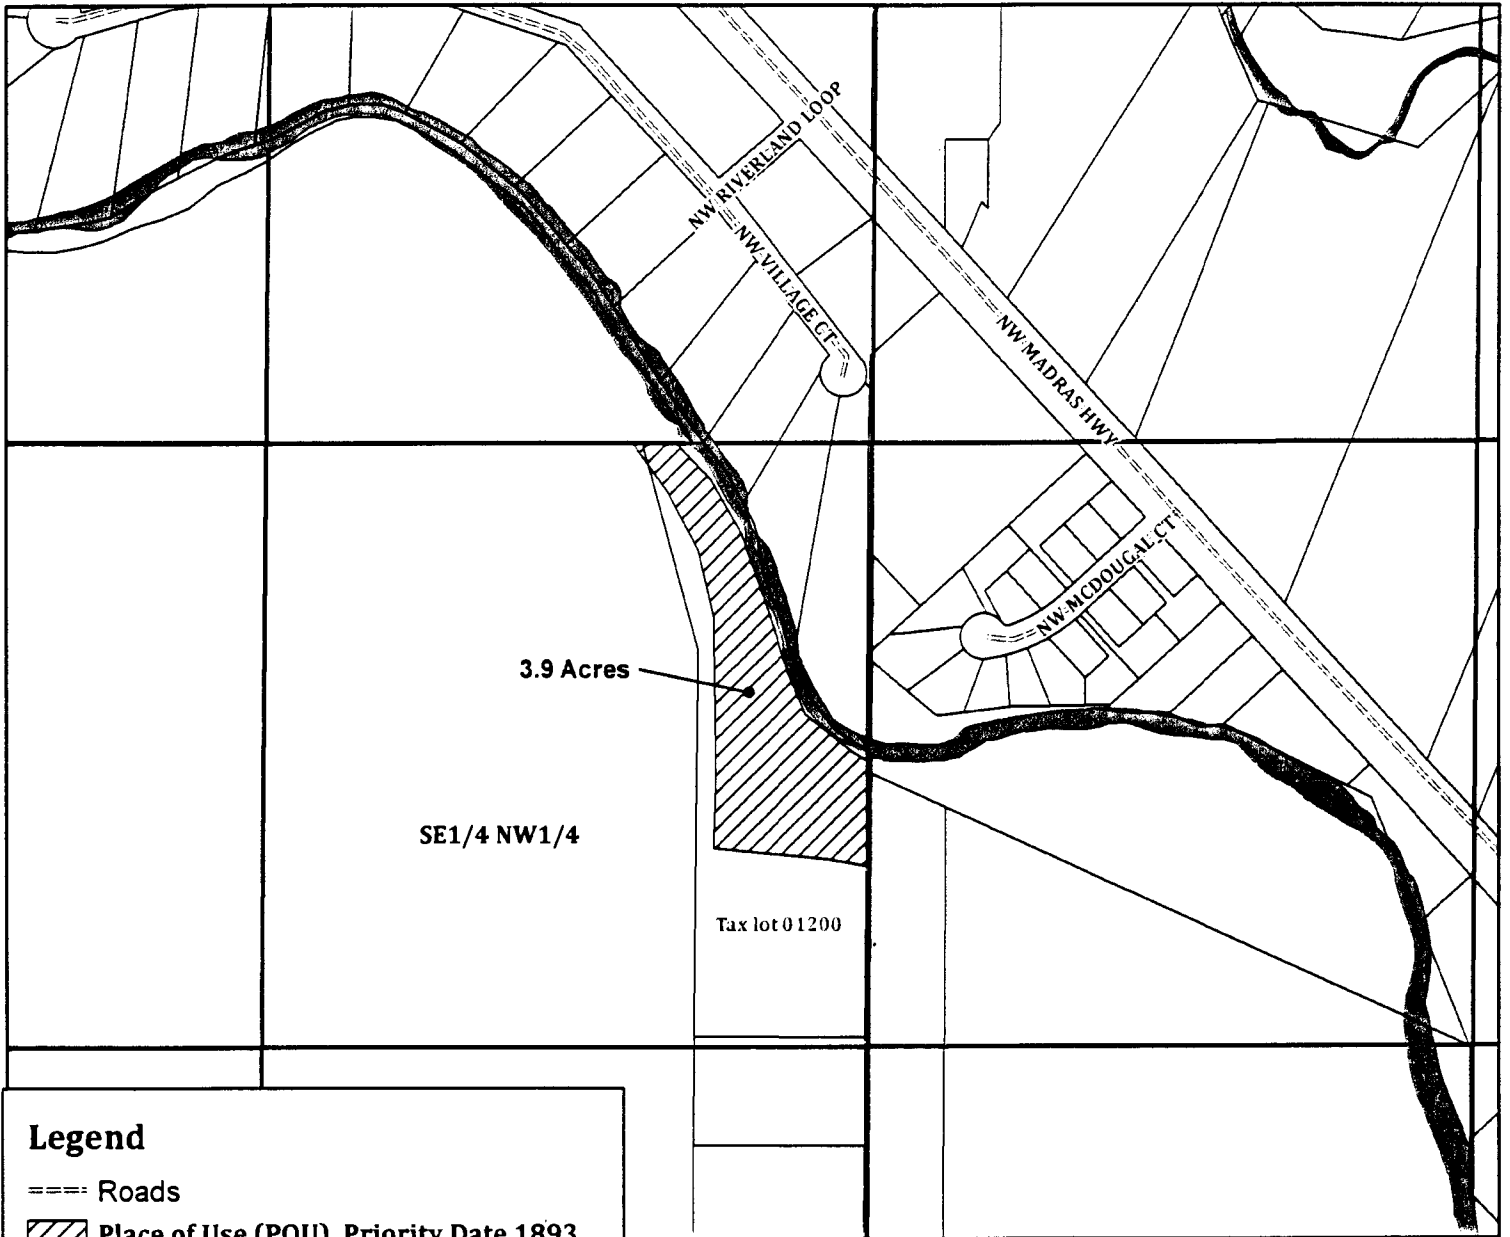 NW RIVERLAND LOOP
NW VILLAGE CT
NW MADRAS HWY
NW MCDOUGAL CT
3.9 Acres
SE1/4 NW1/4
Tax lot 01200
Legend
Roads
Place of Use (POU), Priority Date 1893